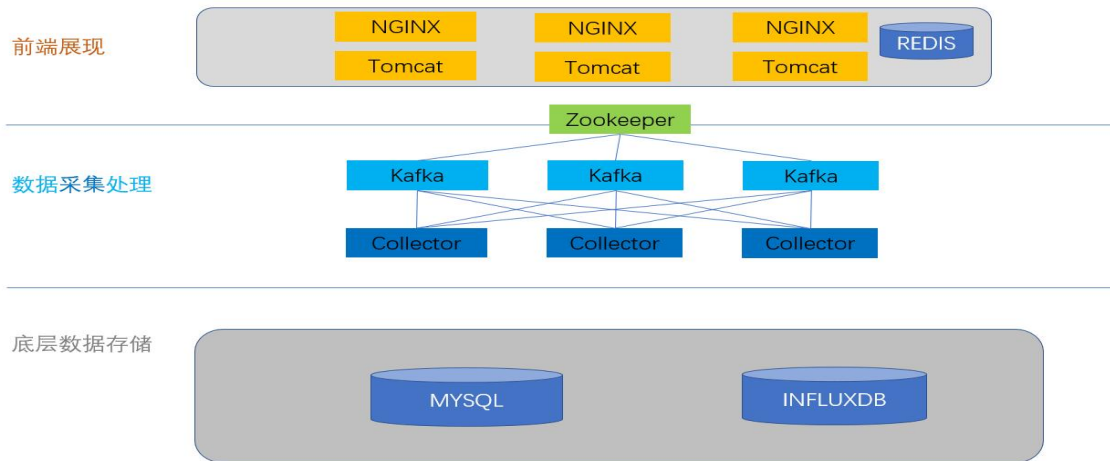 前端展现
NGINX
NGINX
NGINX
REDIS
Tomcat
Tomcat
Tomcat
Zookeeper
数据采集处理
Kafka
Kafka
Kafka
Collector
Collector
Collector
底层数据存储
MYSQL
INFLUXDB